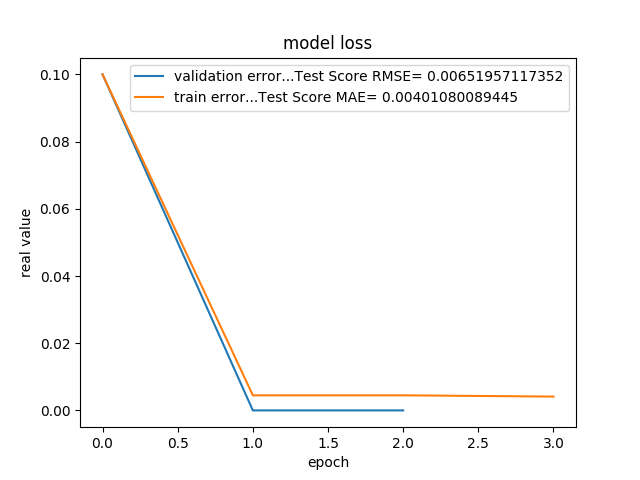 model loss
validation error...Test Score RMSE= 0.00651957117352
train error...Test Score MAE= 0.00401080089445
real value
0.10
0.08
0.06
0.04
0.02
0.00
0.0 0.5 1.0 1.5 2.0 2.5 3.0
epoch